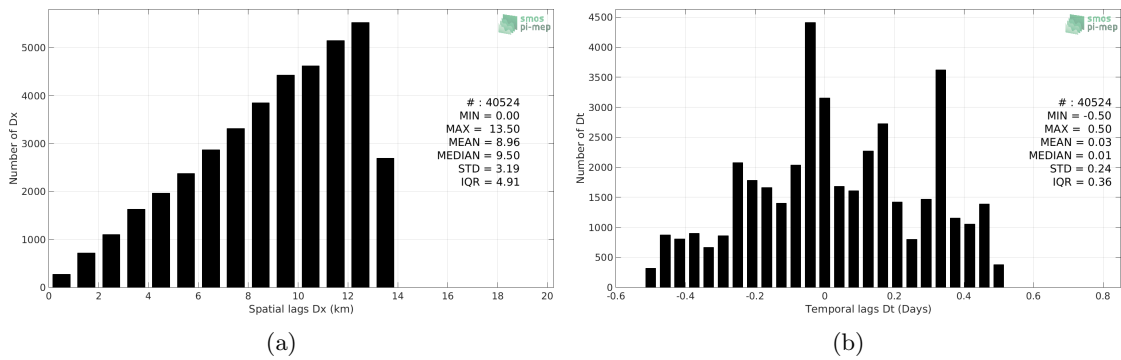 smos
pi-mep
5000
4000
3000
2000
1000
0
Number of Dx
# : 40524
MIN = 0.00
MAX = 13.50
MEAN = 8.96
MEDIAN = 9.50
STD = 3.19
IQR = 4.91
0 2 4 6 8 10 12 14 16 18 20
Spatial lags Dx (km)
(a)
smos
pi-mep
4500
4000
3500
3000
2500
2000
1500
1000
500
0
Number of Dt
# : 40524
MIN = -0.50
MAX = 0.50
MEAN = 0.03
MEDIAN = 0.01
STD = 0.24
IQR = 0.36
-0.6 -0.4 -0.2 0 0.2 0.4 0.6 0.8
Temporal lags Dt (Days)
(b)